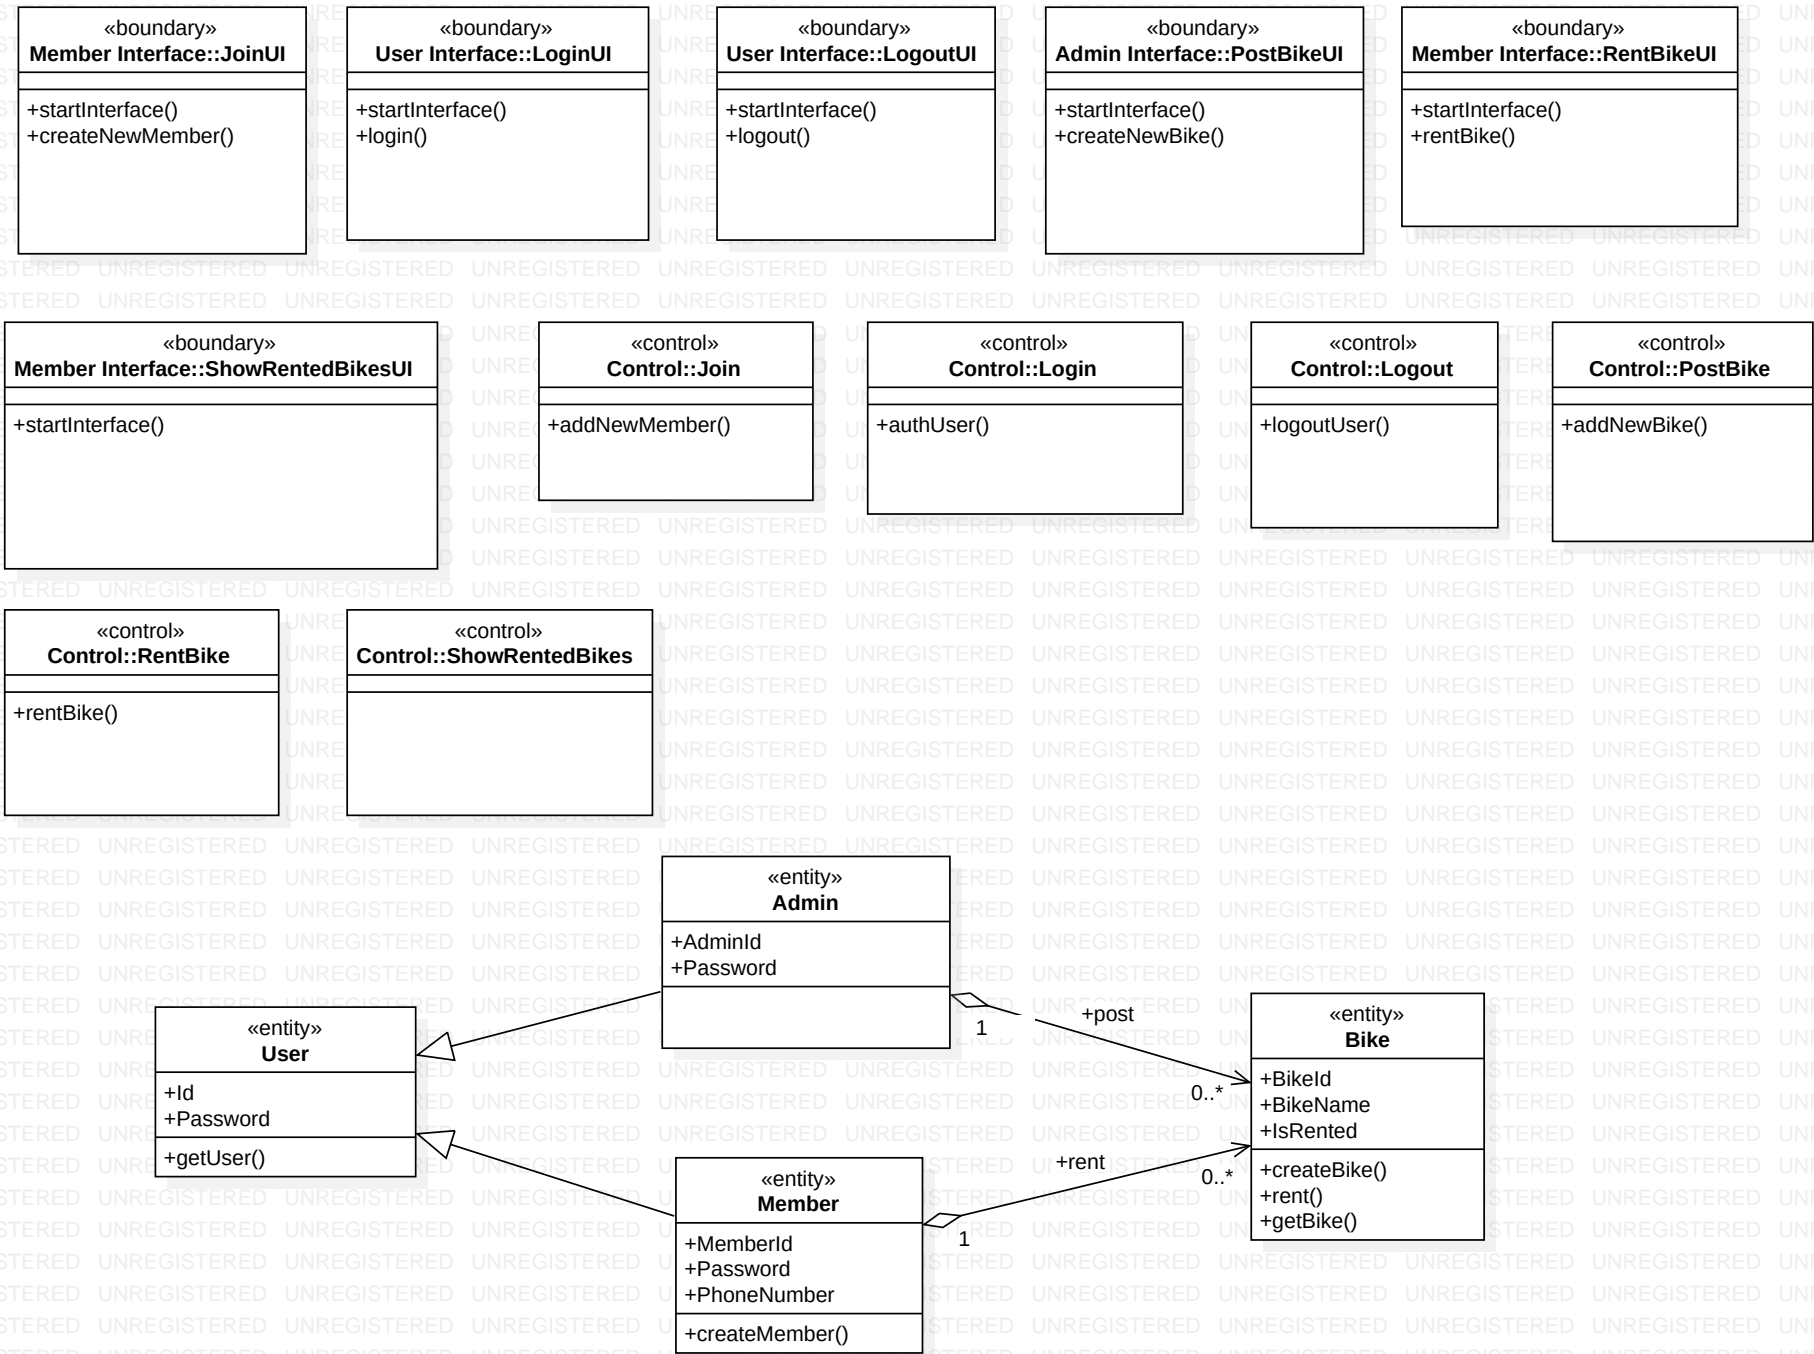 «boundary»
Member Interface::JoinUI
+startInterface()
+createNewMember()
«boundary»
User Interface::LoginUI
+startInterface()
+login()
«boundary»
User Interface::LogoutUI
+startInterface()
+logout()
«boundary»
Admin Interface::PostBikeUI
+startInterface()
+createNewBike()
«boundary»
Member Interface::RentBikeUI
+startInterface()
+rentBike()
«boundary»
Member Interface::ShowRentedBikesUI
+startInterface()
«control»
Control::Join
+addNewMember()
«control»
Control::Login
+authUser()
«control»
Control::Logout
+logoutUser()
«control»
Control::PostBike
+addNewBike()
«control»
Control::RentBike
+rentBike()
«control»
Control::ShowRentedBikes
«entity»
Admin
+AdminId
+Password
«entity»
User
+Id
+Password
+getUser()
+post
1
0..*
«entity»
Bike
+BikeId
+BikeName
+IsRented
+createBike()
+rent()
+getBike()
+rent
0..*
1
«entity»
Member
+MemberId
+Password
+PhoneNumber
+createMember()
UNREGISTERED